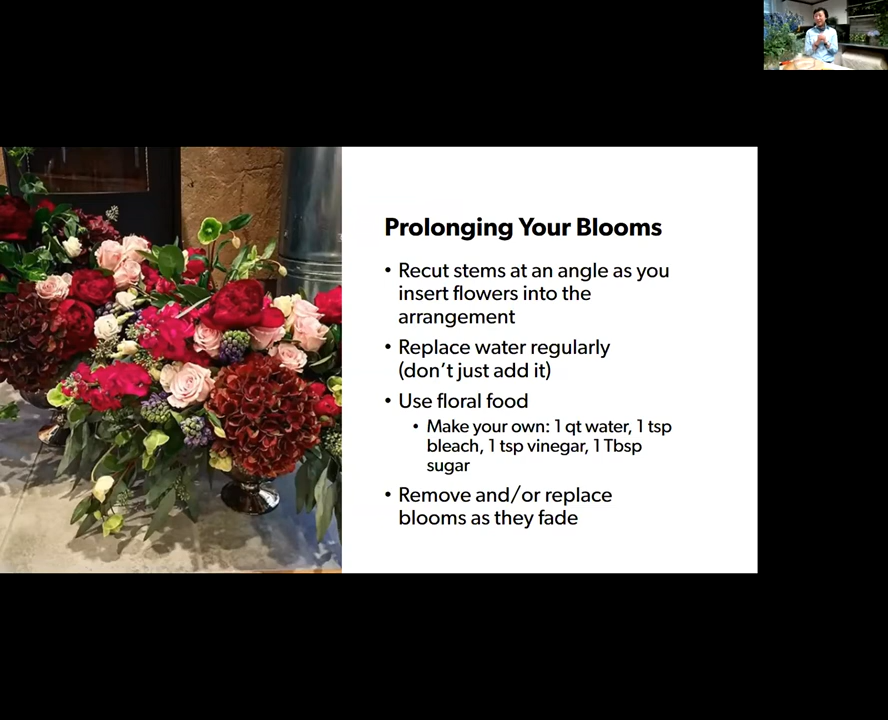 Prolonging Your Blooms
• Recut stems at an angle as you
insert flowers into the
arrangement
• Replace water regularly
(don't just add it)
• Use floral food
• Make your own: 1 qt water, 1 tsp
bleach, 1 tsp vinegar, 1 Tbsp
sugar
• Remove and/or replace
blooms as they fade